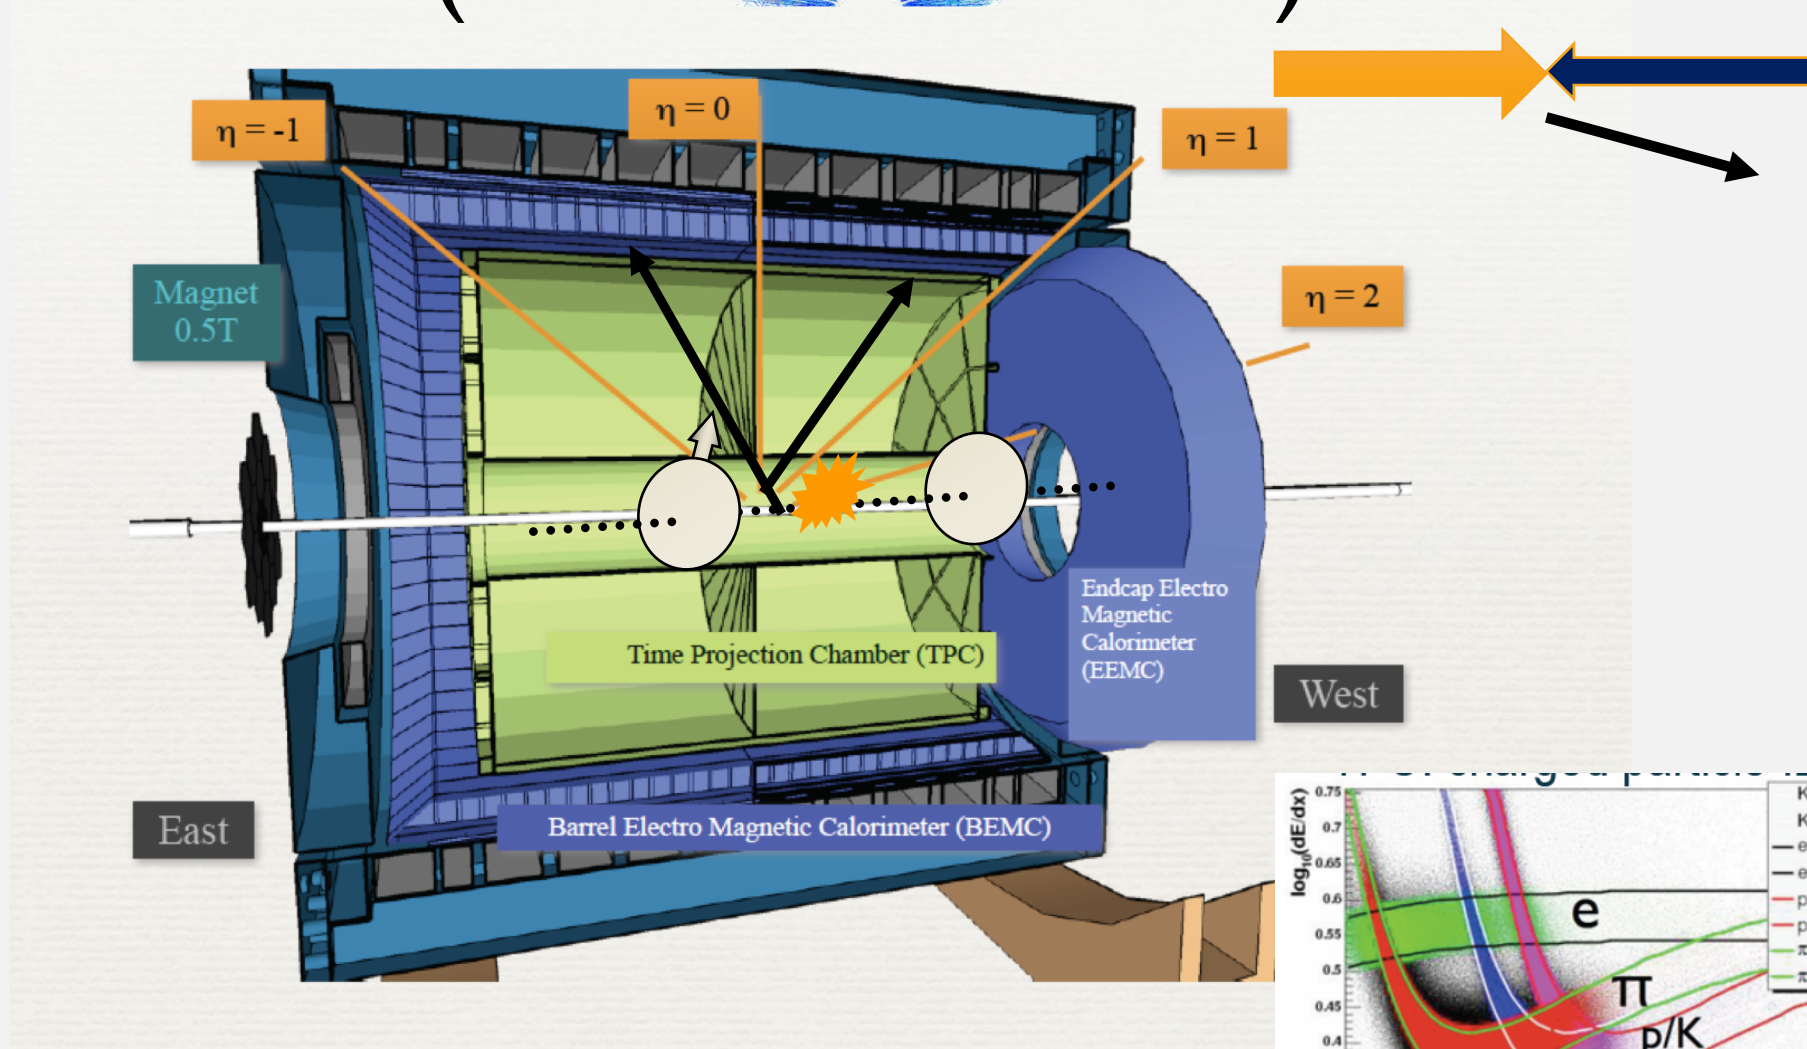 ( )
η = -1
η = 0
η = 1
η = 2
Magnet
0.5T
Endcap Electro
Magnetic
Calorimeter
(EEMC)
Time Projection Chamber (TPC)
West
East
Barrel Electro Magnetic Calorimeter (BEMC)
charged particle
log₁₀(dE/dx)
0.75
0.7
0.65
0.6
0.55
0.5
0.45
0.4
e
π
p/K
K
K
e
e
p
p
π
π